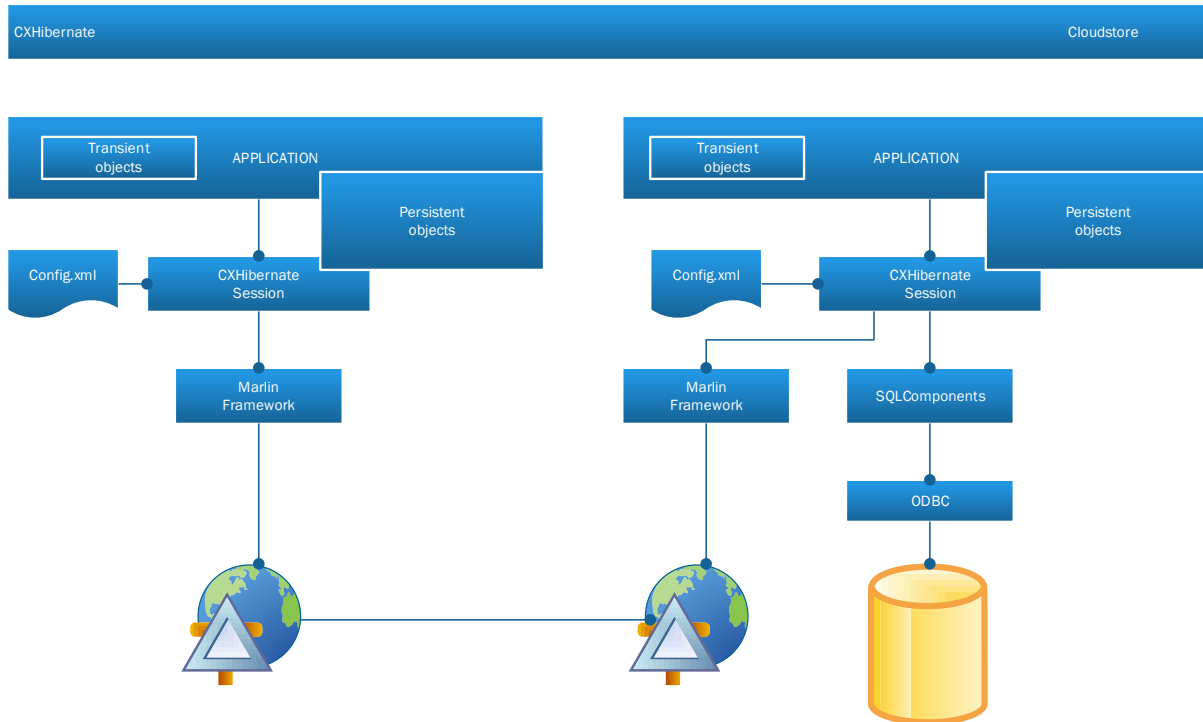 CXHibernate
Cloudstore
Transient
objects
APPLICATION
Persistent
objects
Config.xml
CXHibernate
Session
Marlin
Framework
Transient
objects
APPLICATION
Persistent
objects
Config.xml
CXHibernate
Session
Marlin
Framework
SQLComponents
ODBC